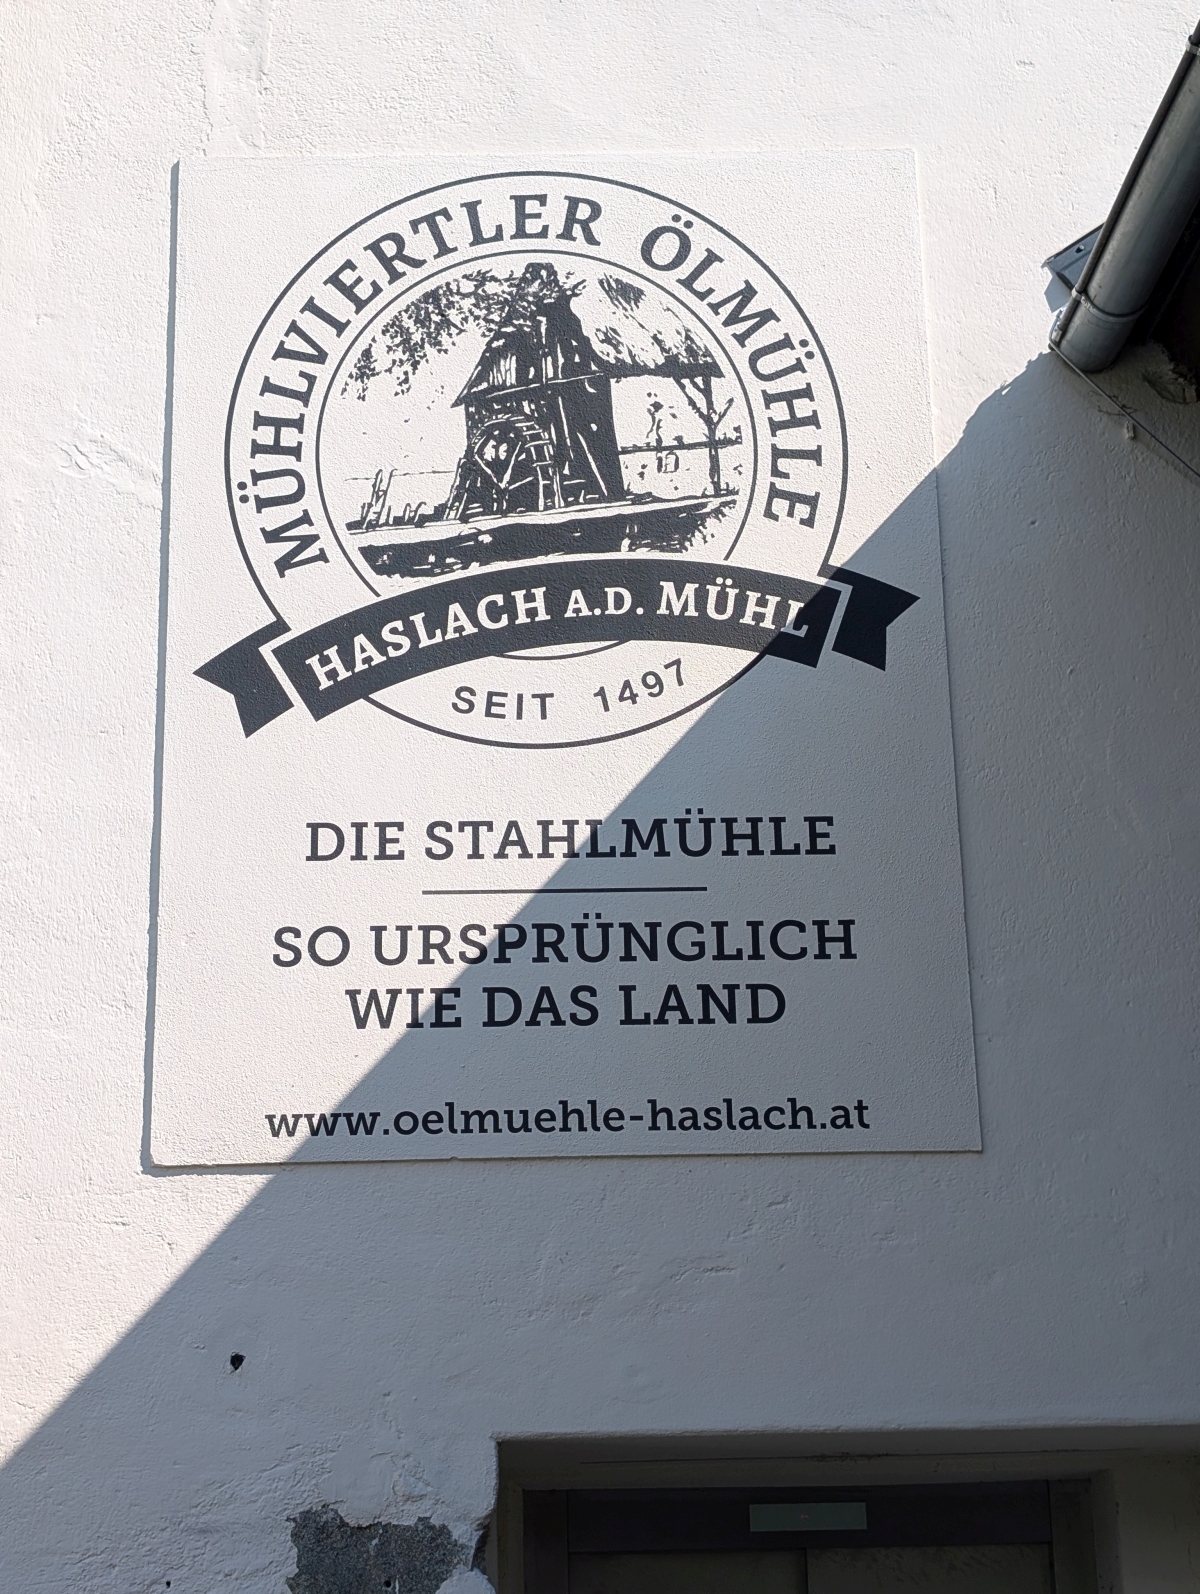 MÜHLVIERTLER ÖLMÜHLE
HASLACH A.D. MÜHL
SEIT 1497
DIE STAHLMÜHLE
SO URSPRÜNGLICH
WIE DAS LAND
www.oelmuehle-haslach.at